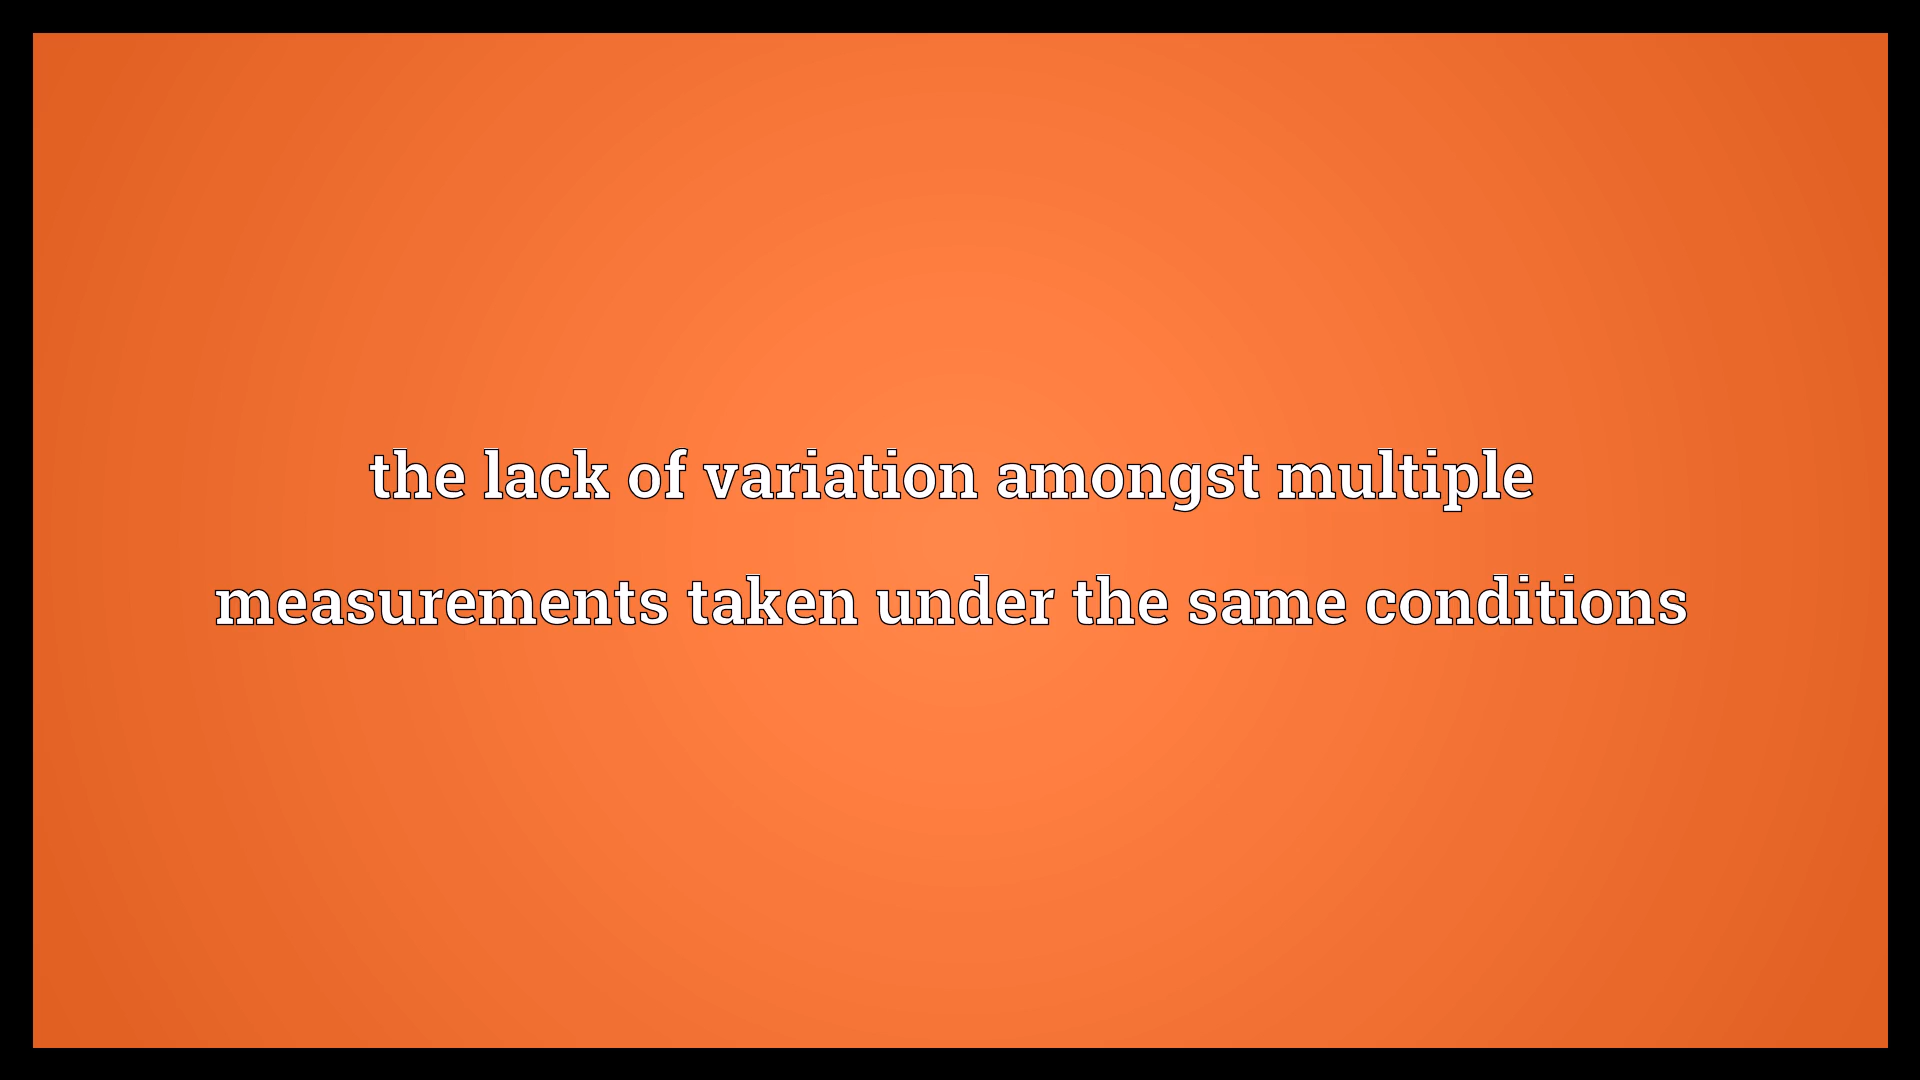 the lack of variation amongst multiple
measurements taken under the same conditions